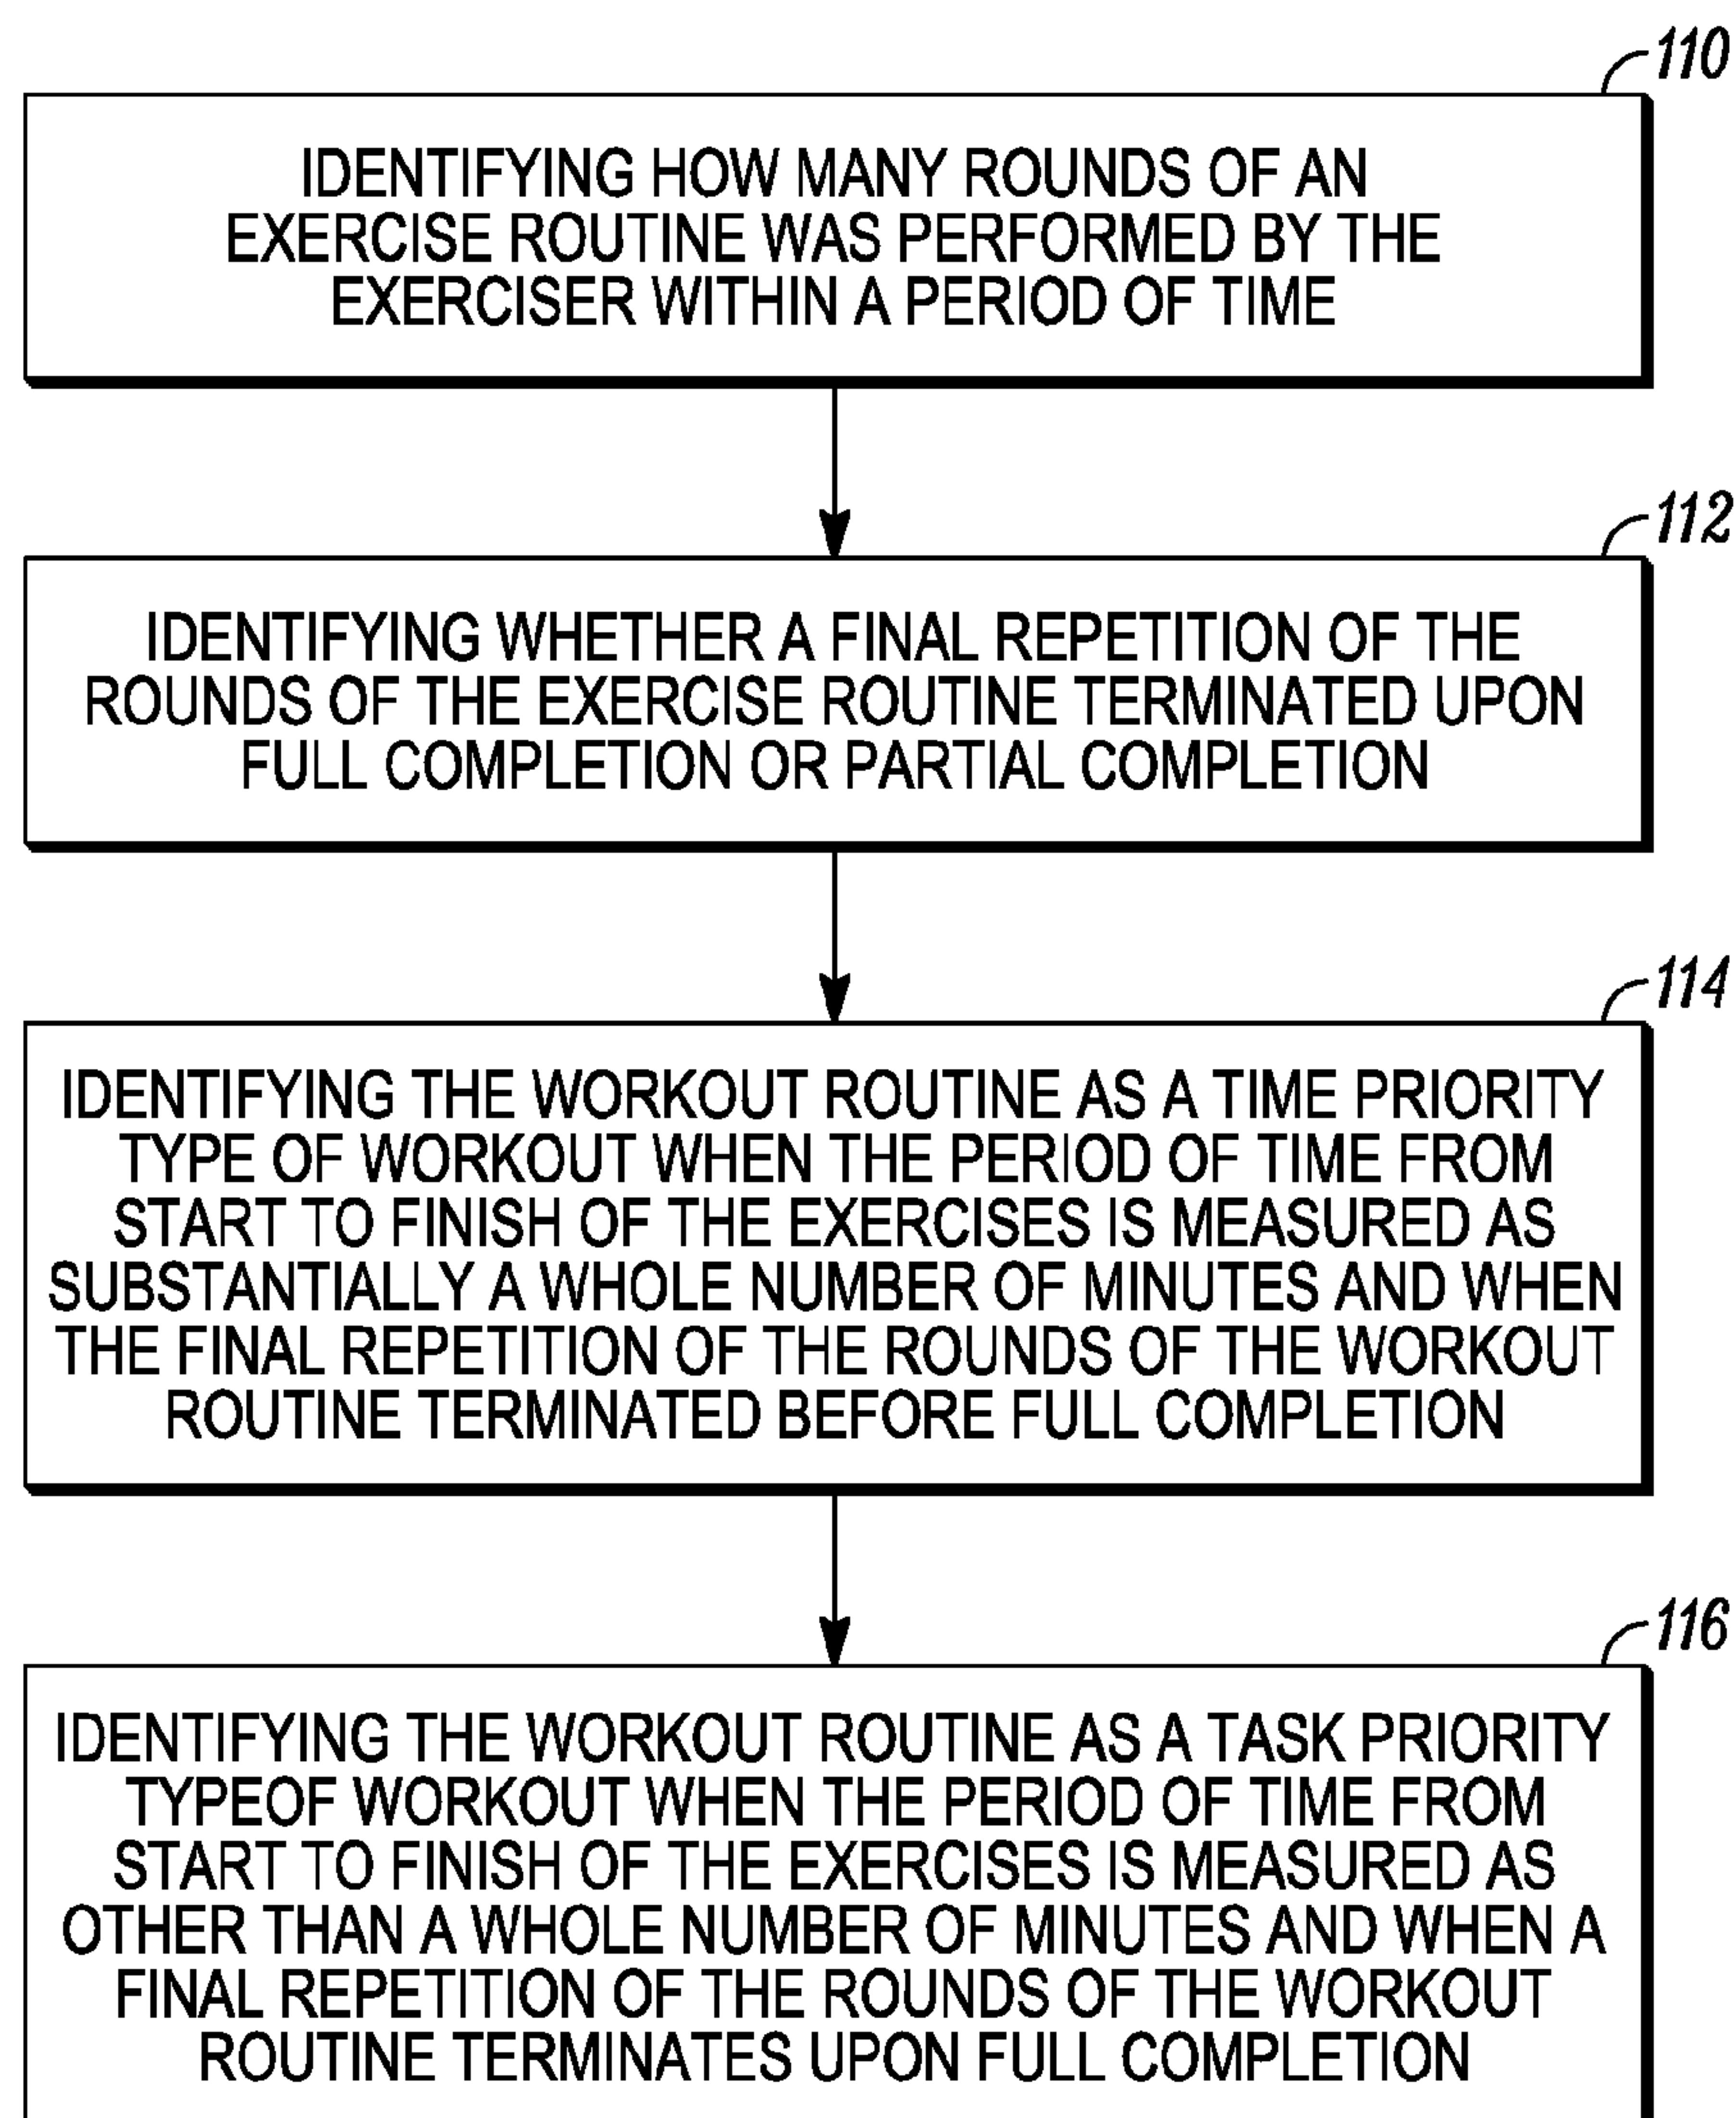 110
IDENTIFYING HOW MANY ROUNDS OF AN
EXERCISE ROUTINE WAS PERFORMED BY THE
EXERCISER WITHIN A PERIOD OF TIME
112
IDENTIFYING WHETHER A FINAL REPETITION OF THE
ROUNDS OF THE EXERCISE ROUTINE TERMINATED UPON
FULL COMPLETION OR PARTIAL COMPLETION
114
IDENTIFYING THE WORKOUT ROUTINE AS A TIME PRIORITY
TYPE OF WORKOUT WHEN THE PERIOD OF TIME FROM
START TO FINISH OF THE EXERCISES IS MEASURED AS
SUBSTANTIALLY A WHOLE NUMBER OF MINUTES AND WHEN
THE FINAL REPETITION OF THE ROUNDS OF THE WORKOUT
ROUTINE TERMINATED BEFORE FULL COMPLETION
116
IDENTIFYING THE WORKOUT ROUTINE AS A TASK PRIORITY
TYPEOF WORKOUT WHEN THE PERIOD OF TIME FROM
START TO FINISH OF THE EXERCISES IS MEASURED AS
OTHER THAN A WHOLE NUMBER OF MINUTES AND WHEN A
FINAL REPETITION OF THE ROUNDS OF THE WORKOUT
ROUTINE TERMINATES UPON FULL COMPLETION